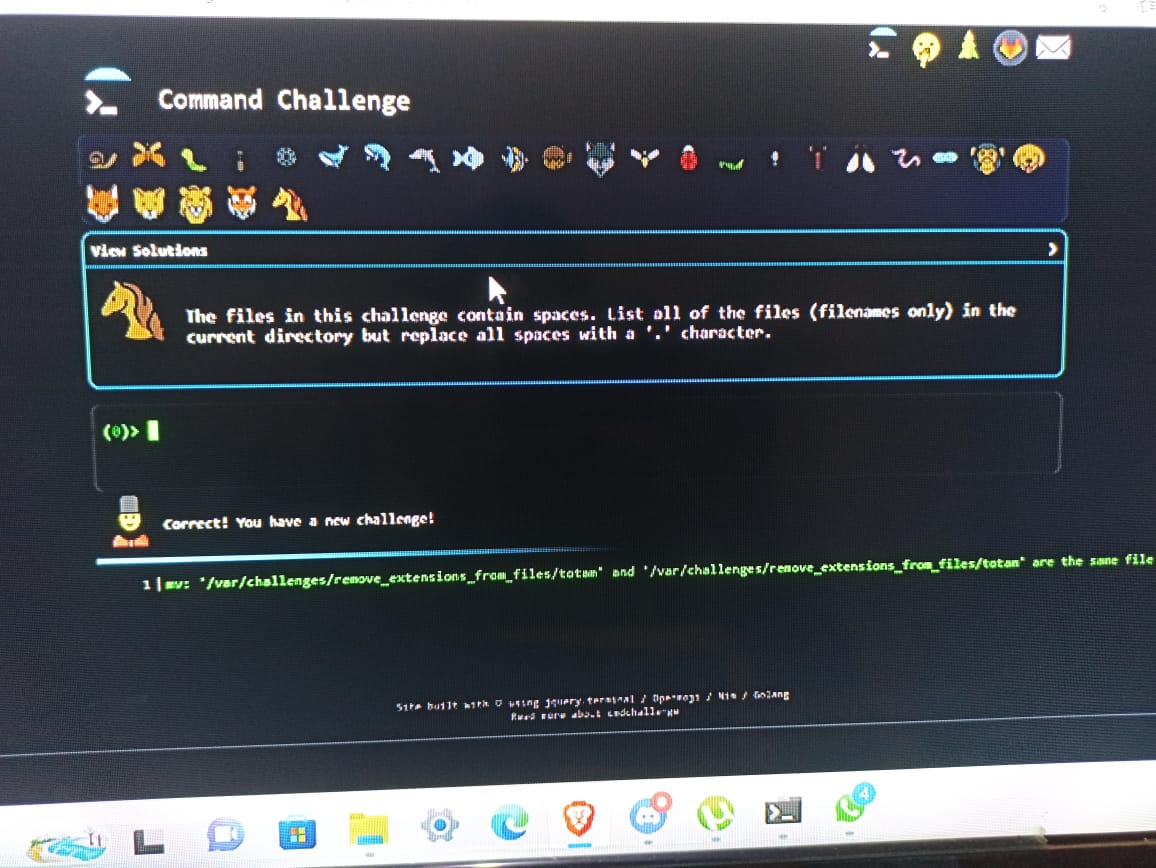 Command Challenge
View Solutions
The files in this challenge contain spaces. List all of the files (filenames only) in the
current directory but replace all spaces with a '.' character.
(0)>
Correct! You have a new challenge!
1|mv: '/var/challenges/remove_extensions_from_files/totam' and '/var/challenges/remove_extensions_from_files/totam' are the same file
Site built with ♡ using jquery.terminal / Openmoji / Nim / Golang
Read more about cmdchallenge
4